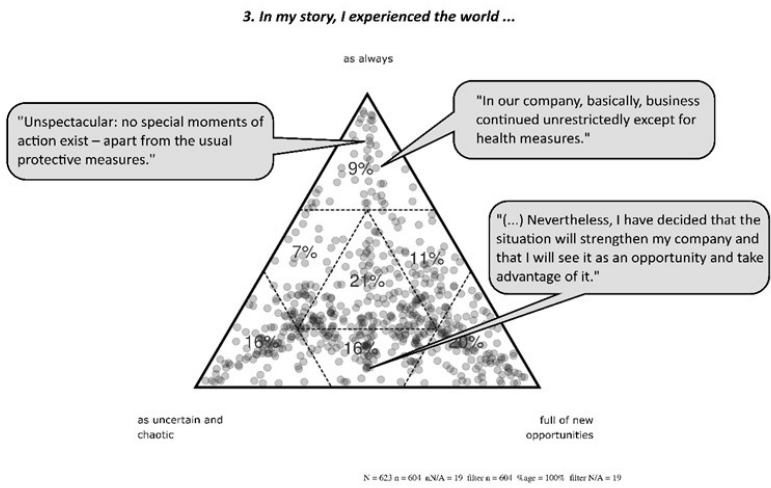 3. In my story, I experienced the world ...
as always
"Unspectacular: no special moments of
action exist – apart from the usual
protective measures."
"In our company, basically, business
continued unrestrictedly except for
health measures."
9%
"(...) Nevertheless, I have decided that the
situation will strengthen my company and
that I will see it as an opportunity and take
advantage of it."
7%
11%
21%
16%
16%
20%
as uncertain and
chaotic
full of new
opportunities
N = 623 n = 604 nN/A = 19 filter n = 604 %age = 100% filter N/A = 19